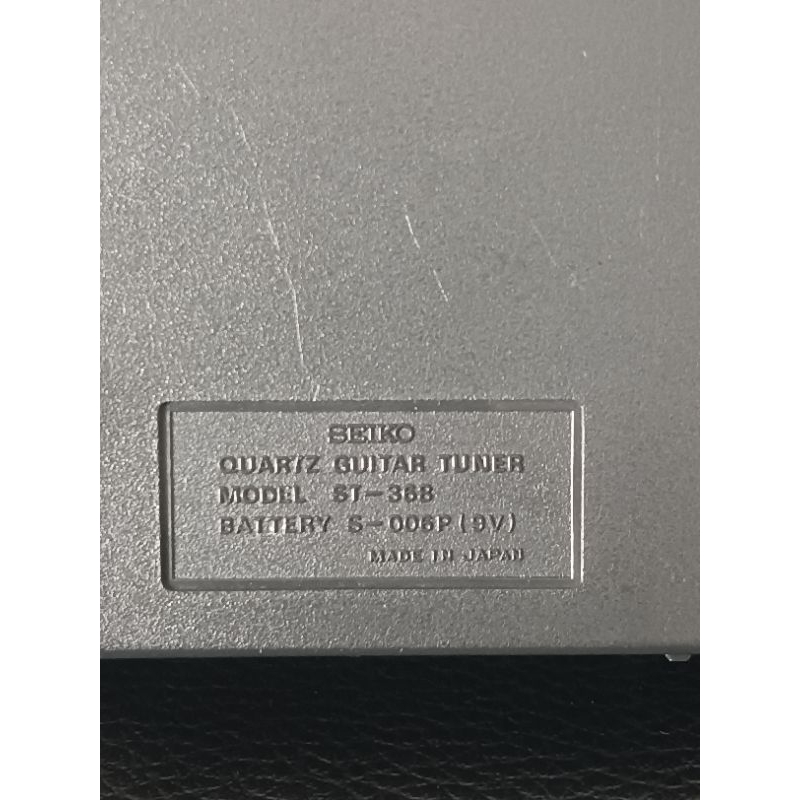 SEIKO
QUARTZ GUITAR TUNER
MODEL ST-368
BATTERY S-006P (9V)
MADE IN JAPAN